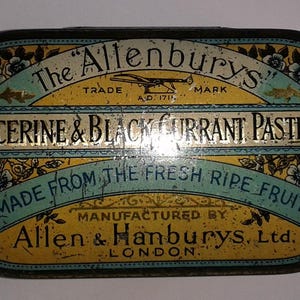 The "Allenburys"
TRADE MARK
A.D. 1715
CERINE & BLACK CURRANT PASTI
MADE FROM THE FRESH RIPE FRUI
MANUFACTURED BY
Allen & Hanburys, Ltd.
LONDON.